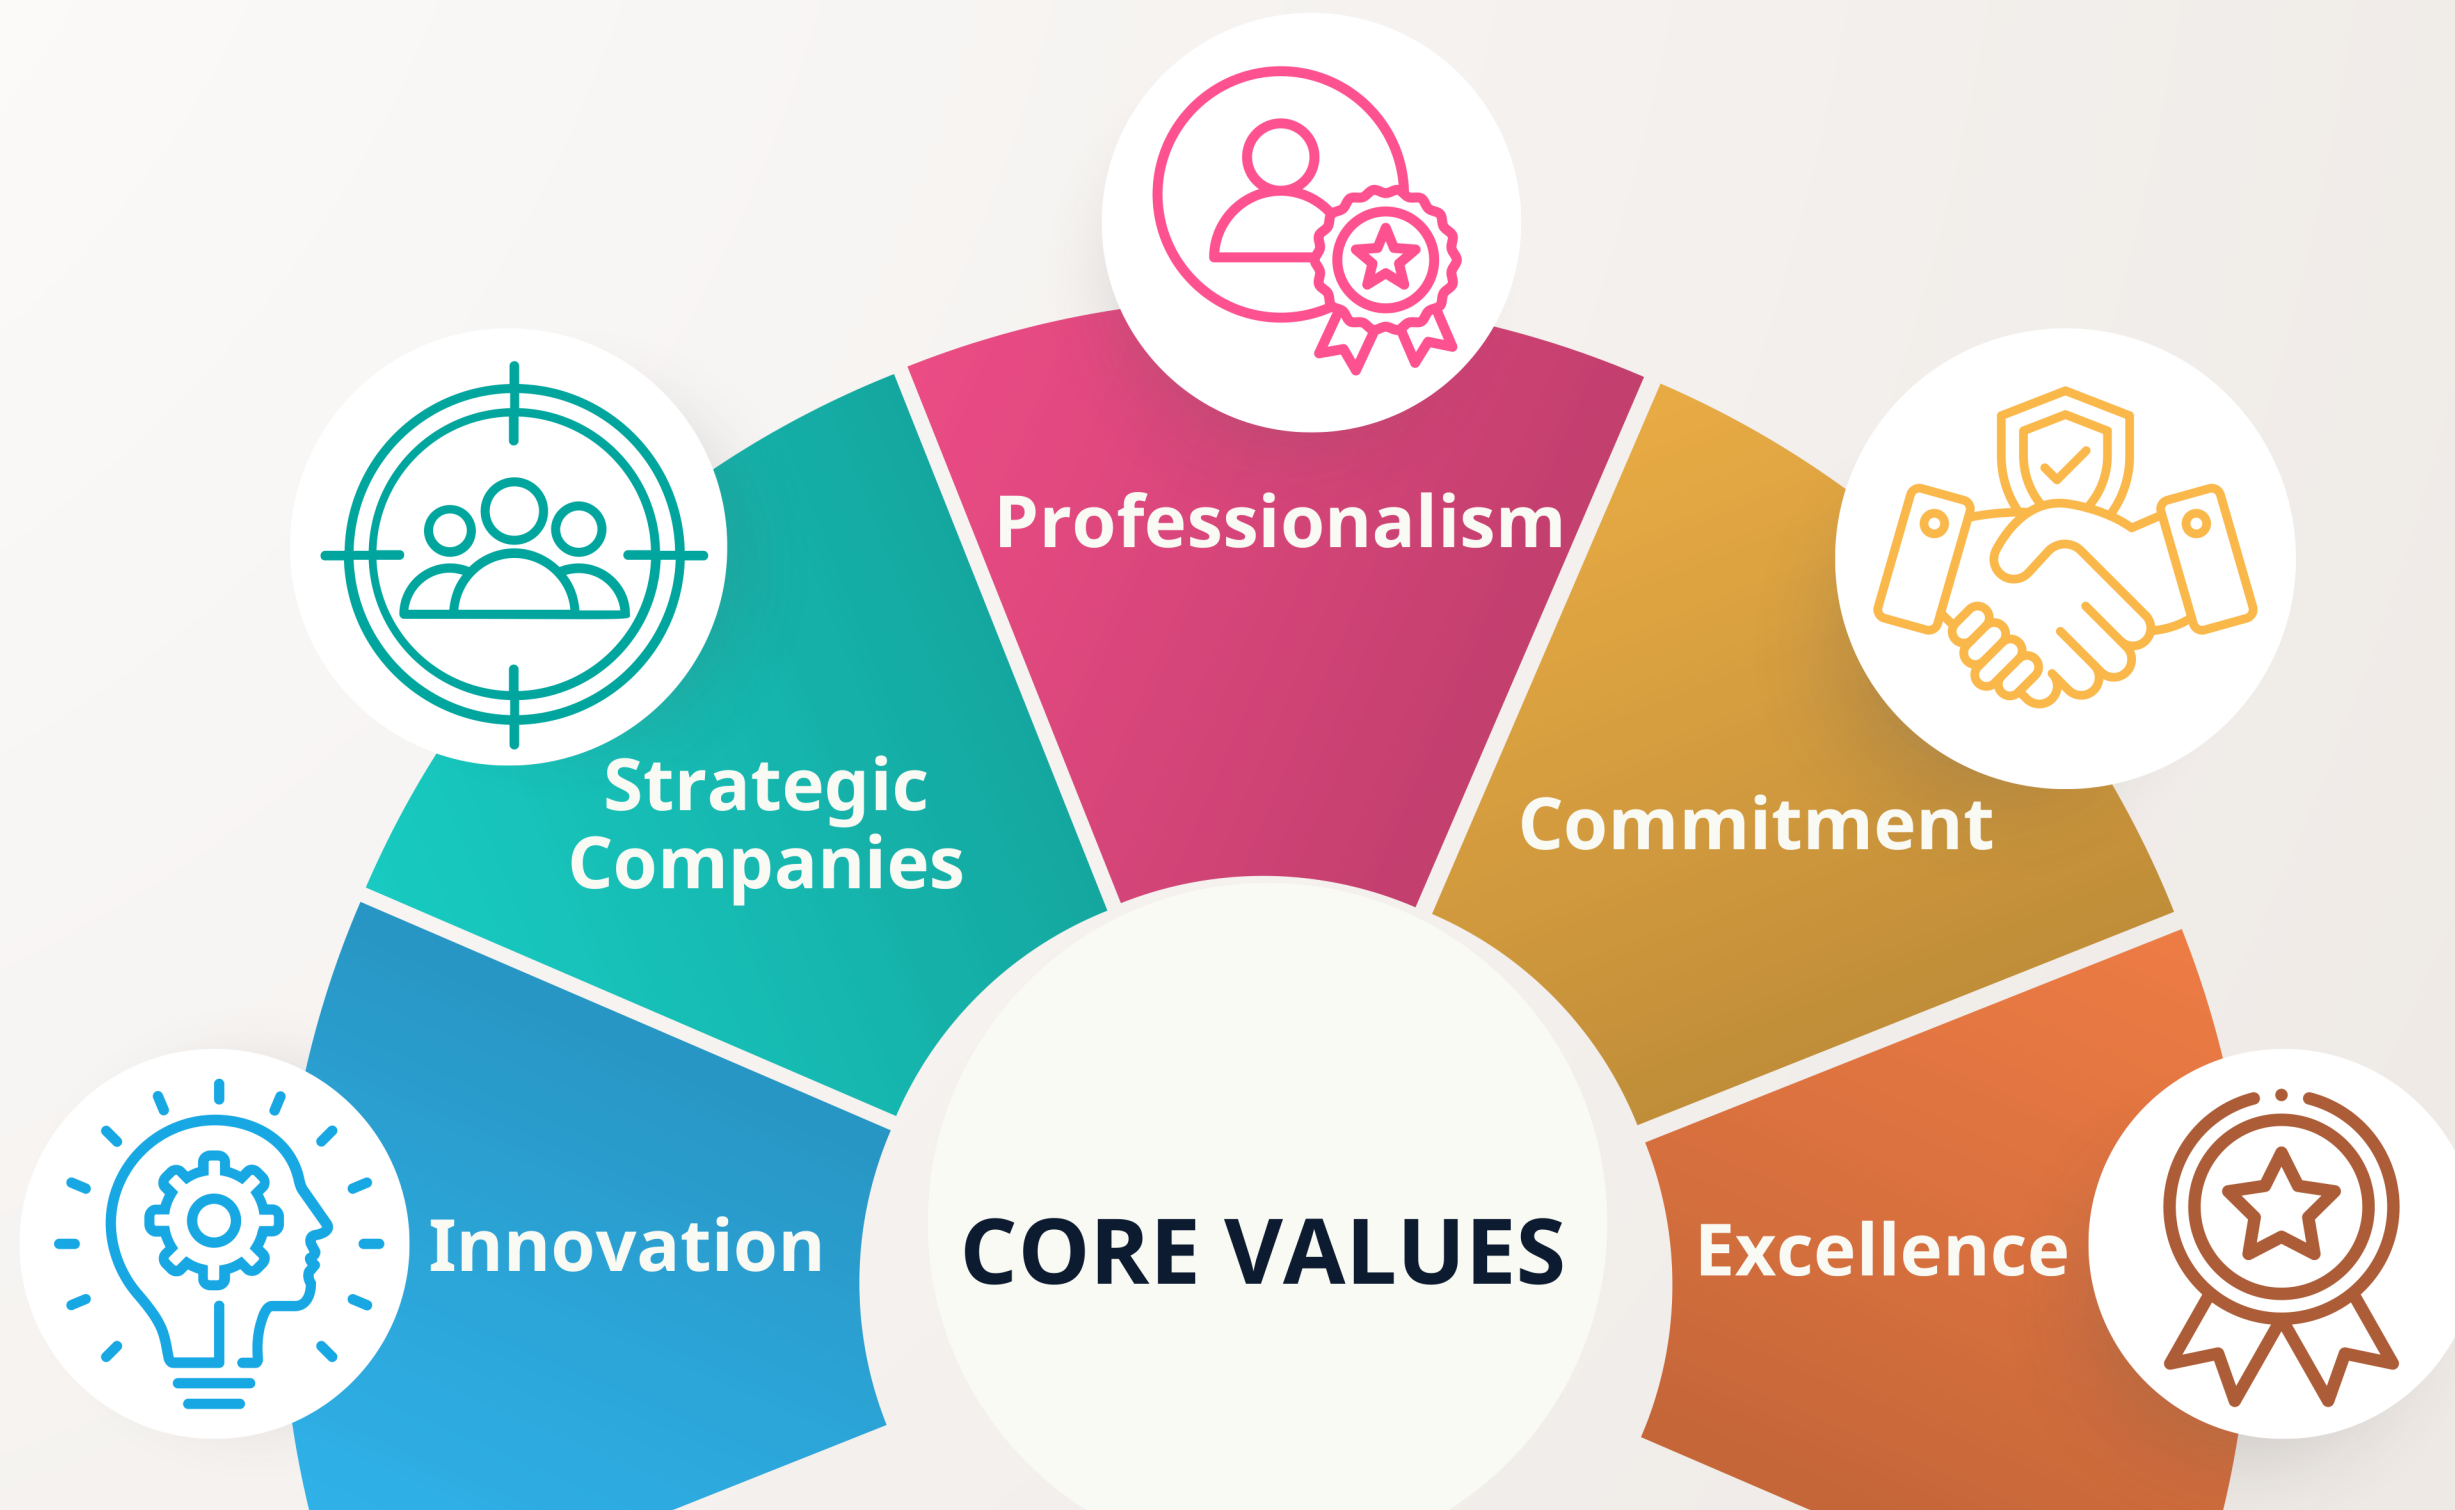 Professionalism
Strategic
Companies
Commitment
Innovation
CORE VALUES
Excellence